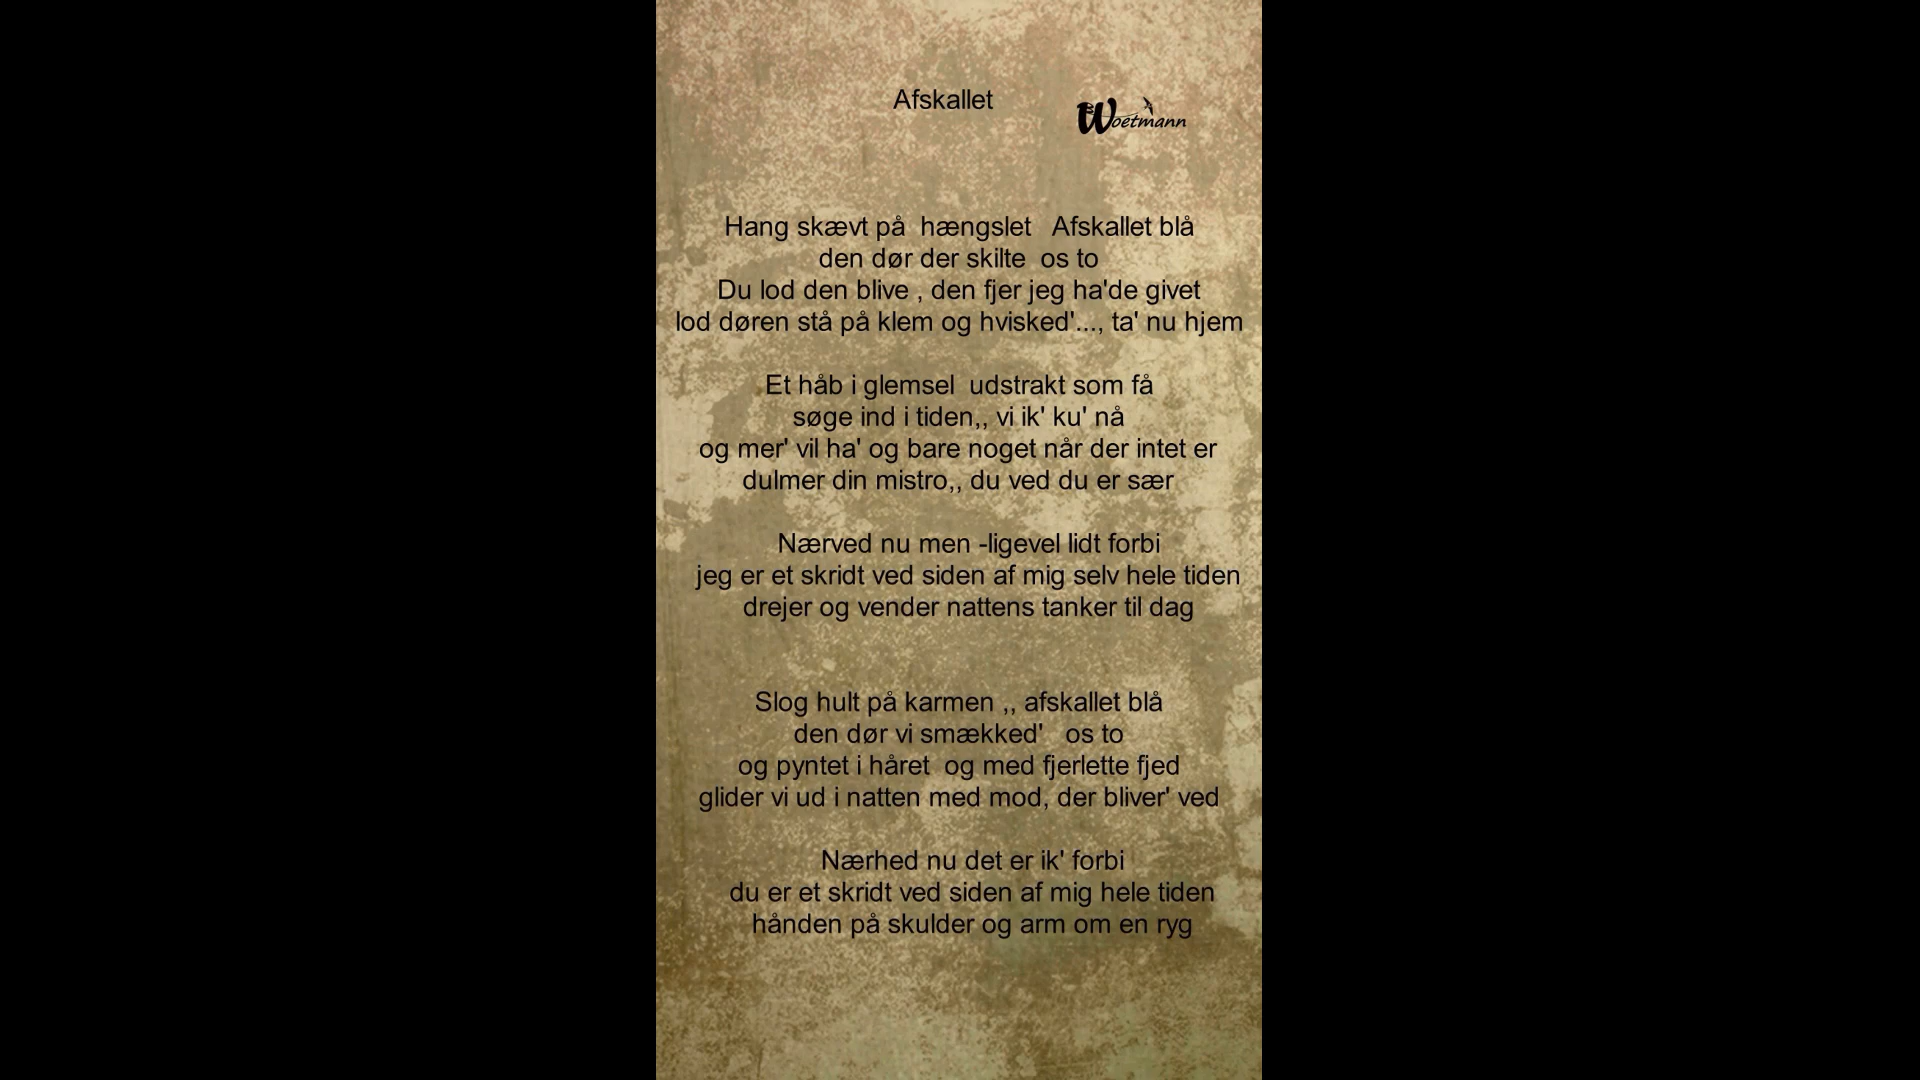 Afskallet
Woetmann
Hang skævt på  hængslet   Afskallet blå
den dør der skilte  os to
Du lod den blive , den fjer jeg ha'de givet
lod døren stå på klem og hvisked'..., ta' nu hjem
Et håb i glemsel  udstrakt som få
søge ind i tiden,, vi ik' ku' nå
og mer' vil ha' og bare noget når der intet er
dulmer din mistro,, du ved du er sær
Nærved nu men -ligevel lidt forbi
jeg er et skridt ved siden af mig selv hele tiden
drejer og vender nattens tanker til dag
Slog hult på karmen ,, afskallet blå
den dør vi smækked'   os to
og pyntet i håret  og med fjerlette fjed
glider vi ud i natten med mod, der bliver' ved
Nærhed nu det er ik' forbi
du er et skridt ved siden af mig hele tiden
hånden på skulder og arm om en ryg